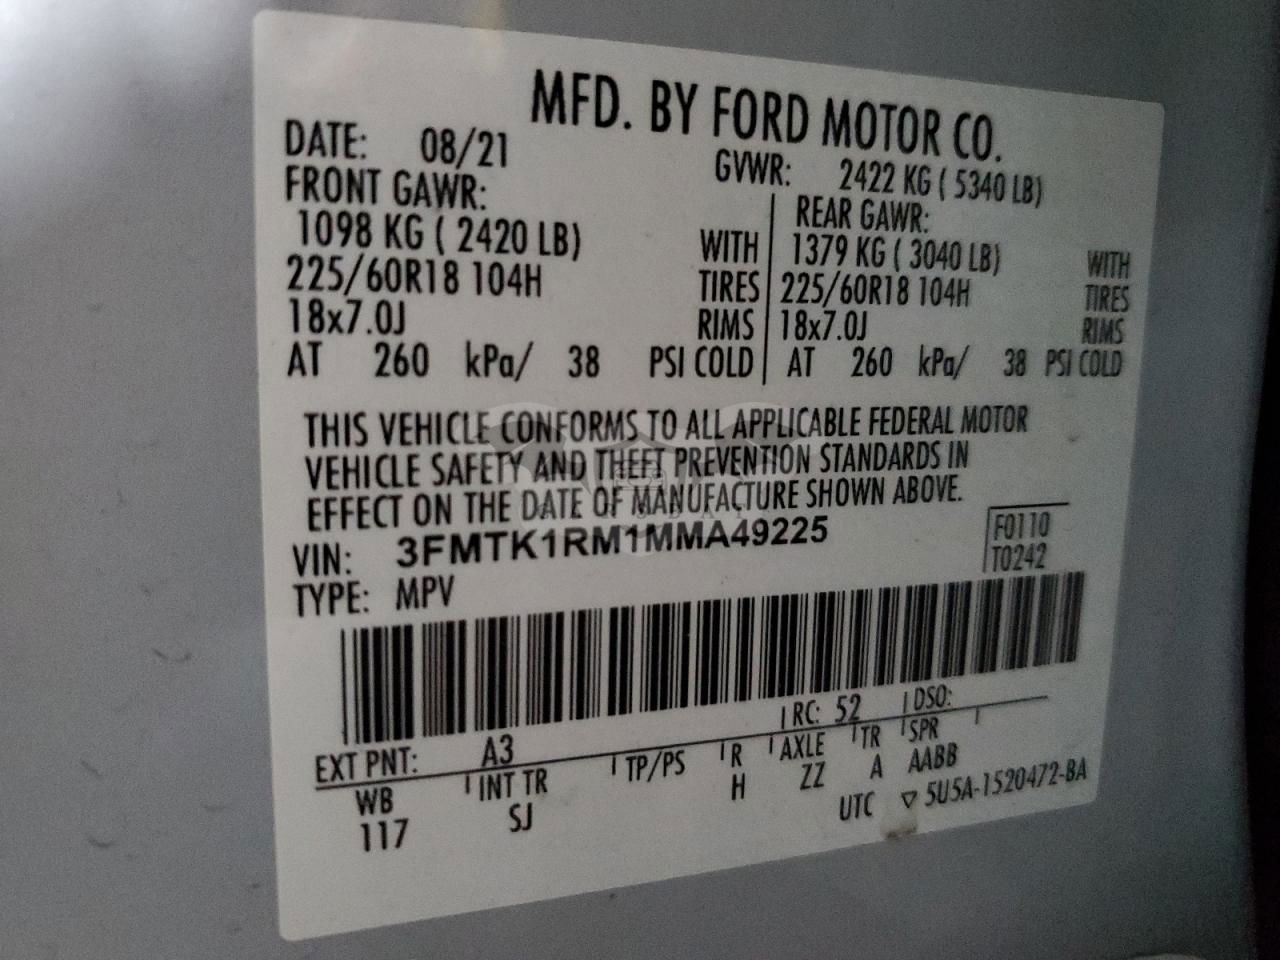 MFD. BY FORD MOTOR CO.
DATE: 08/21 GVWR: 2422 KG ( 5340 LB)
FRONT GAWR: REAR GAWR:
1098 KG ( 2420 LB) WITH 1379 KG ( 3040 LB) WITH
225/60R18 104H TIRES 225/60R18 104H TIRES
18x7.0J RIMS 18x7.0J RIMS
AT 260 kPa/ 38 PSI COLD AT 260 kPa/ 38 PSI COLD
THIS VEHICLE CONFORMS TO ALL APPLICABLE FEDERAL MOTOR
VEHICLE SAFETY AND THEFT PREVENTION STANDARDS IN
EFFECT ON THE DATE OF MANUFACTURE SHOWN ABOVE.
VIN: 3FMTK1RM1MMA49225 F0110
TYPE: MPV T0242
EXT PNT: A3 RC: 52 DSO:
WB INT TR TP/PS R AXLE TR SPR
117 SJ H ZZ A AABB
UTC ▽ 5U5A-1520472-BA